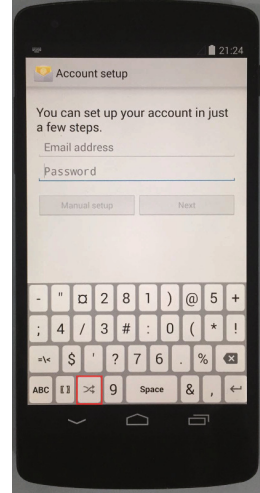 21:24
Account setup
You can set up your account in just
a few steps.
Email address
Password
Manual setup
Next
- " ¤ 2 8 1 ) @ 5 +
; 4 / 3 # : 0 ( * !
=\< $ ' ? 7 6 . %
ABC 9 Space & ,